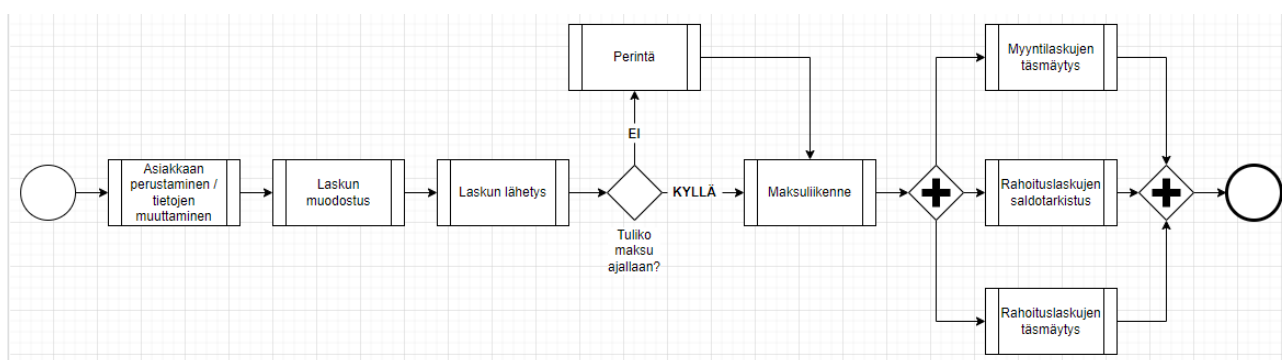 Asiakkaan
perustaminen /
tietojen
muuttaminen
Laskun
muodostus
Laskun lähetys
Tuliko
maksu
ajallaan?
EI
Perintä
KYLLÄ
Maksuliikenne
Myyntilaskujen
täsmäytys
Rahoituslaskujen
saldotarkistus
Rahoituslaskujen
täsmäytys